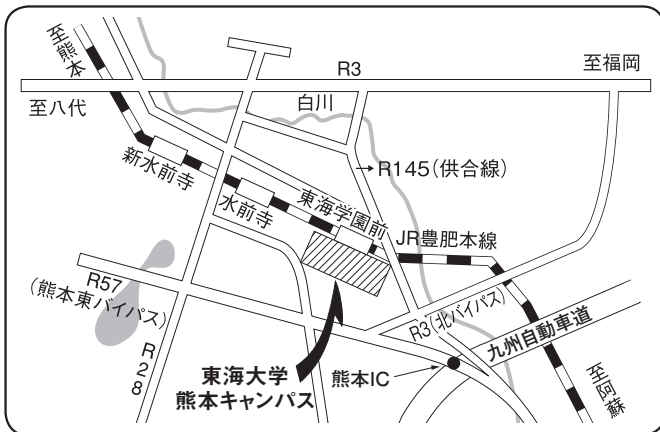 至熊本
R3
至福岡
至八代
白川
新水前寺
R145(供合線)
水前寺
東海学園前
JR豊肥本線
R57
(熊本東バイパス)
R3(北バイパス)
九州自動車道
R28
東海大学
熊本キャンパス
熊本IC
至阿蘇